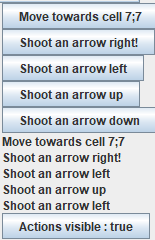 Move towards cell 7;7
Shoot an arrow right!
Shoot an arrow left
Shoot an arrow up
Shoot an arrow down
Move towards cell 7;7
Shoot an arrow right!
Shoot an arrow left
Shoot an arrow up
Shoot an arrow left
Actions visible : true